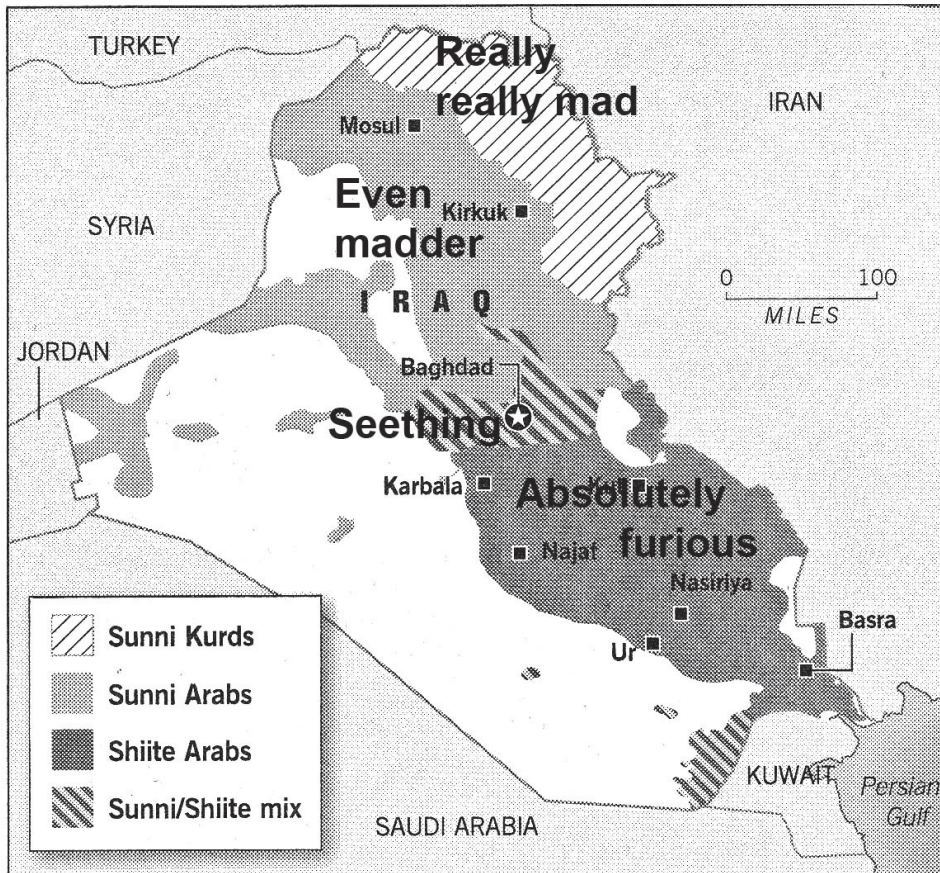 TURKEY
Really
really mad
IRAN
Mosul
Even
madder
Kirkuk
SYRIA
0 100
MILES
IRAQ
JORDAN
Baghdad
Seething
Karbala
Absolutely
furious
Najaf
Nasiriya
Basra
Ur
Sunni Kurds
Sunni Arabs
Shiite Arabs
Sunni/Shiite mix
KUWAIT
Persian
Gulf
SAUDI ARABIA